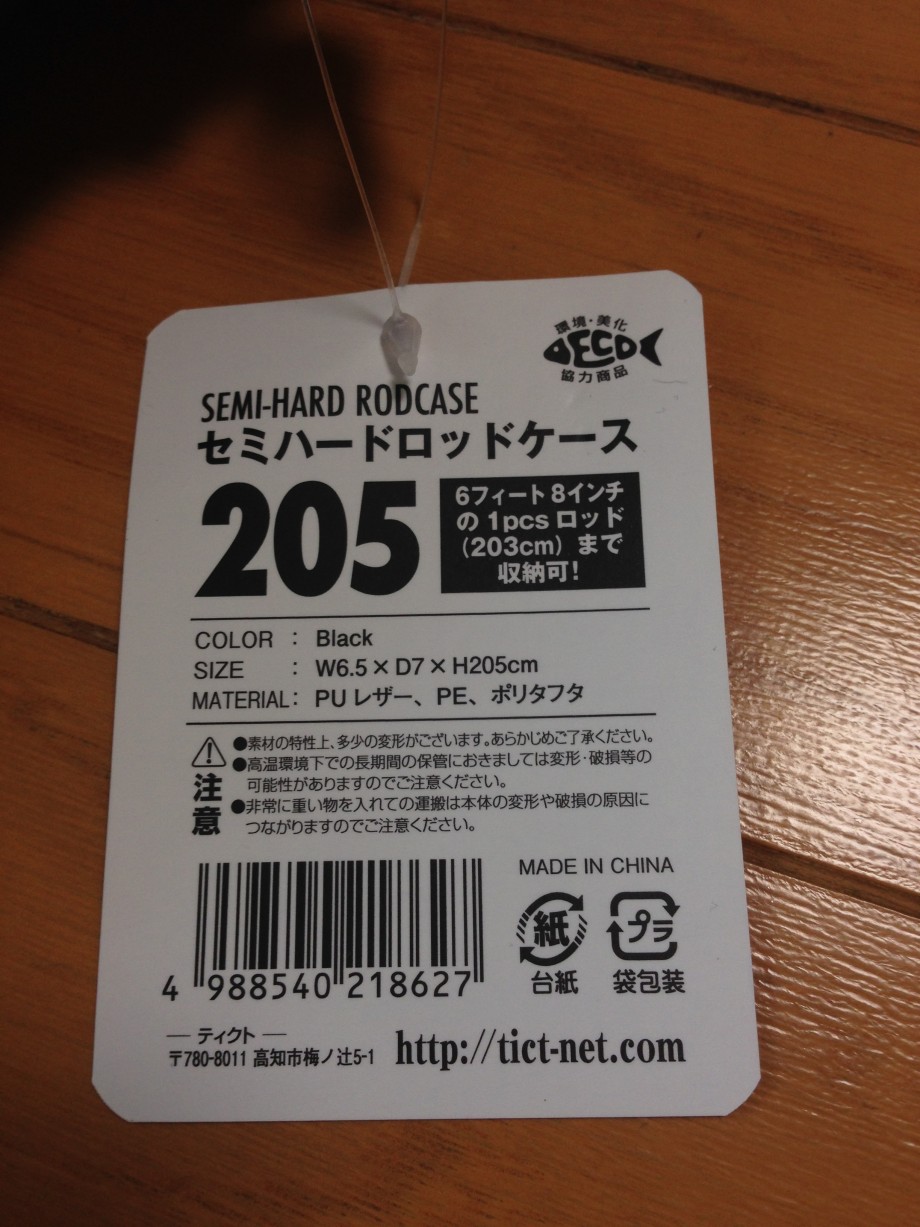 環境・美化
ECO
協力商品
SEMI-HARD RODCASE
セミハードロッドケース
205
6フィート8インチ
の1pcsロッド
(203cm)まで
収納可!
COLOR : Black
SIZE : W6.5×D7×H205cm
MATERIAL: PUレザー、PE、ポリタフタ
注意
●素材の特性上、多少の変形がございます。あらかじめご了承ください。
●高温環境下での長期間の保管におきましては変形・破損等の
可能性がありますのでご注意ください。
●非常に重い物を入れての運搬は本体の変形や破損の原因に
つながりますのでご注意ください。
MADE IN CHINA
紙
台紙
プラ
袋包装
4 988540 218627
― ティクト ―
〒780-8011 高知市梅ノ辻5-1
http://tict-net.com